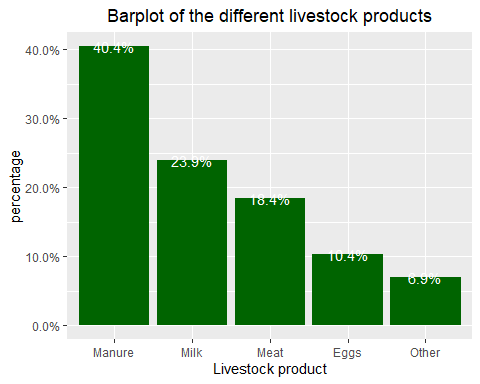 Barplot of the different livestock products
percentage
40.0%
30.0%
20.0%
10.0%
0.0%
40.4%
23.9%
18.4%
10.4%
6.9%
Manure Milk Meat Eggs Other
Livestock product